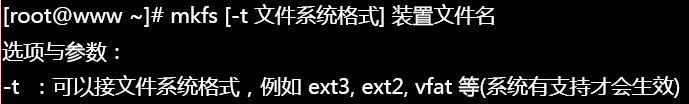 [root@www ~]# mkfs [-t 文件系统格式] 装置文件名
选项与参数：
-t ：可以接文件系统格式，例如 ext3, ext2, vfat 等(系统有支持才会生效)